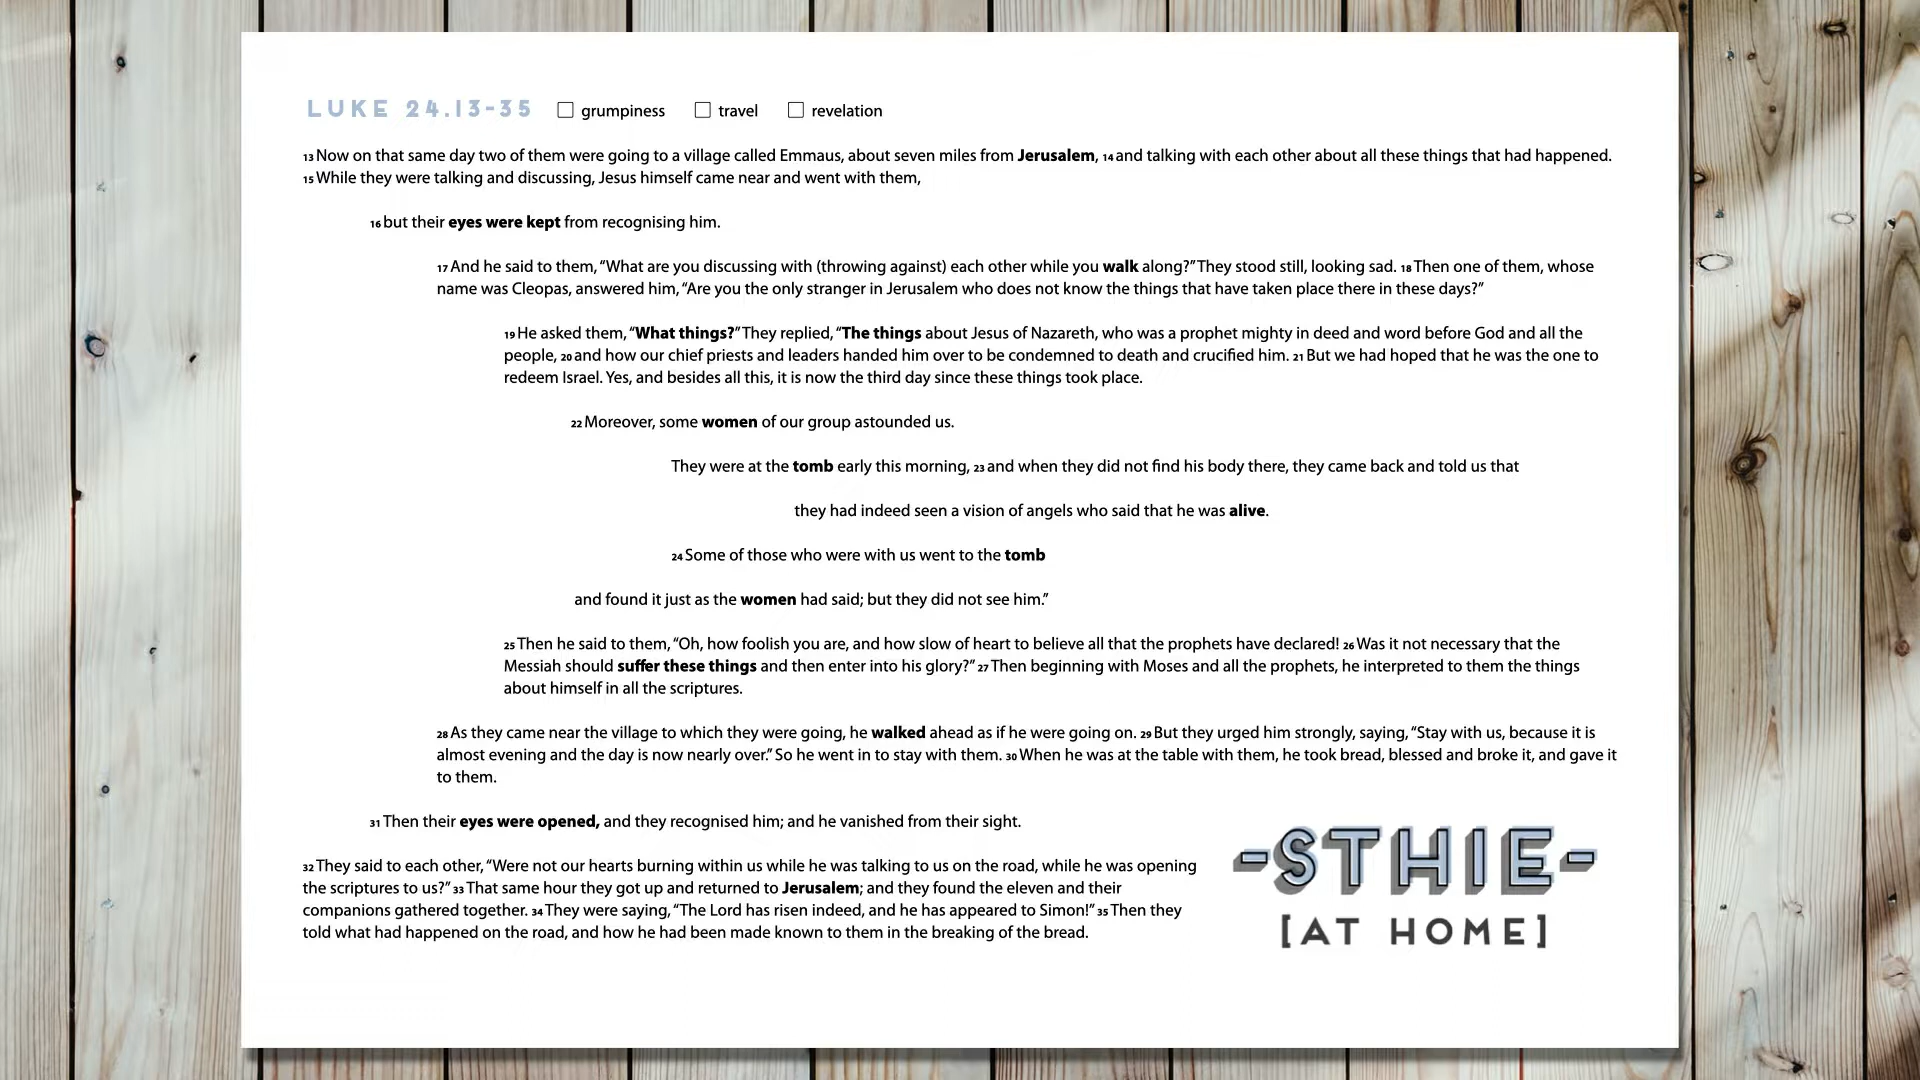 LUKE 24.13-35 grumpiness travel revelation
13 Now on that same day two of them were going to a village called Emmaus, about seven miles from Jerusalem, 14 and talking with each other about all these things that had happened.
15 While they were talking and discussing, Jesus himself came near and went with them,
16 but their eyes were kept from recognising him.
17 And he said to them, “What are you discussing with (throwing against) each other while you walk along?” They stood still, looking sad. 18 Then one of them, whose
name was Cleopas, answered him, “Are you the only stranger in Jerusalem who does not know the things that have taken place there in these days?”
19 He asked them, “What things?” They replied, “The things about Jesus of Nazareth, who was a prophet mighty in deed and word before God and all the
people, 20 and how our chief priests and leaders handed him over to be condemned to death and crucified him. 21 But we had hoped that he was the one to
redeem Israel. Yes, and besides all this, it is now the third day since these things took place.
22 Moreover, some women of our group astounded us.
They were at the tomb early this morning, 23 and when they did not find his body there, they came back and told us that
they had indeed seen a vision of angels who said that he was alive.
24 Some of those who were with us went to the tomb
and found it just as the women had said; but they did not see him.”
25 Then he said to them, “Oh, how foolish you are, and how slow of heart to believe all that the prophets have declared! 26 Was it not necessary that the
Messiah should suffer these things and then enter into his glory?” 27 Then beginning with Moses and all the prophets, he interpreted to them the things
about himself in all the scriptures.
28 As they came near the village to which they were going, he walked ahead as if he were going on. 29 But they urged him strongly, saying, “Stay with us, because it is
almost evening and the day is now nearly over.” So he went in to stay with them. 30 When he was at the table with them, he took bread, blessed and broke it, and gave it
to them.
31 Then their eyes were opened, and they recognised him; and he vanished from their sight.
32 They said to each other, “Were not our hearts burning within us while he was talking to us on the road, while he was opening
the scriptures to us?” 33 That same hour they got up and returned to Jerusalem; and they found the eleven and their
companions gathered together. 34 They were saying, “The Lord has risen indeed, and he has appeared to Simon!” 35 Then they
told what had happened on the road, and how he had been made known to them in the breaking of the bread.
-STHIE-
[AT HOME]